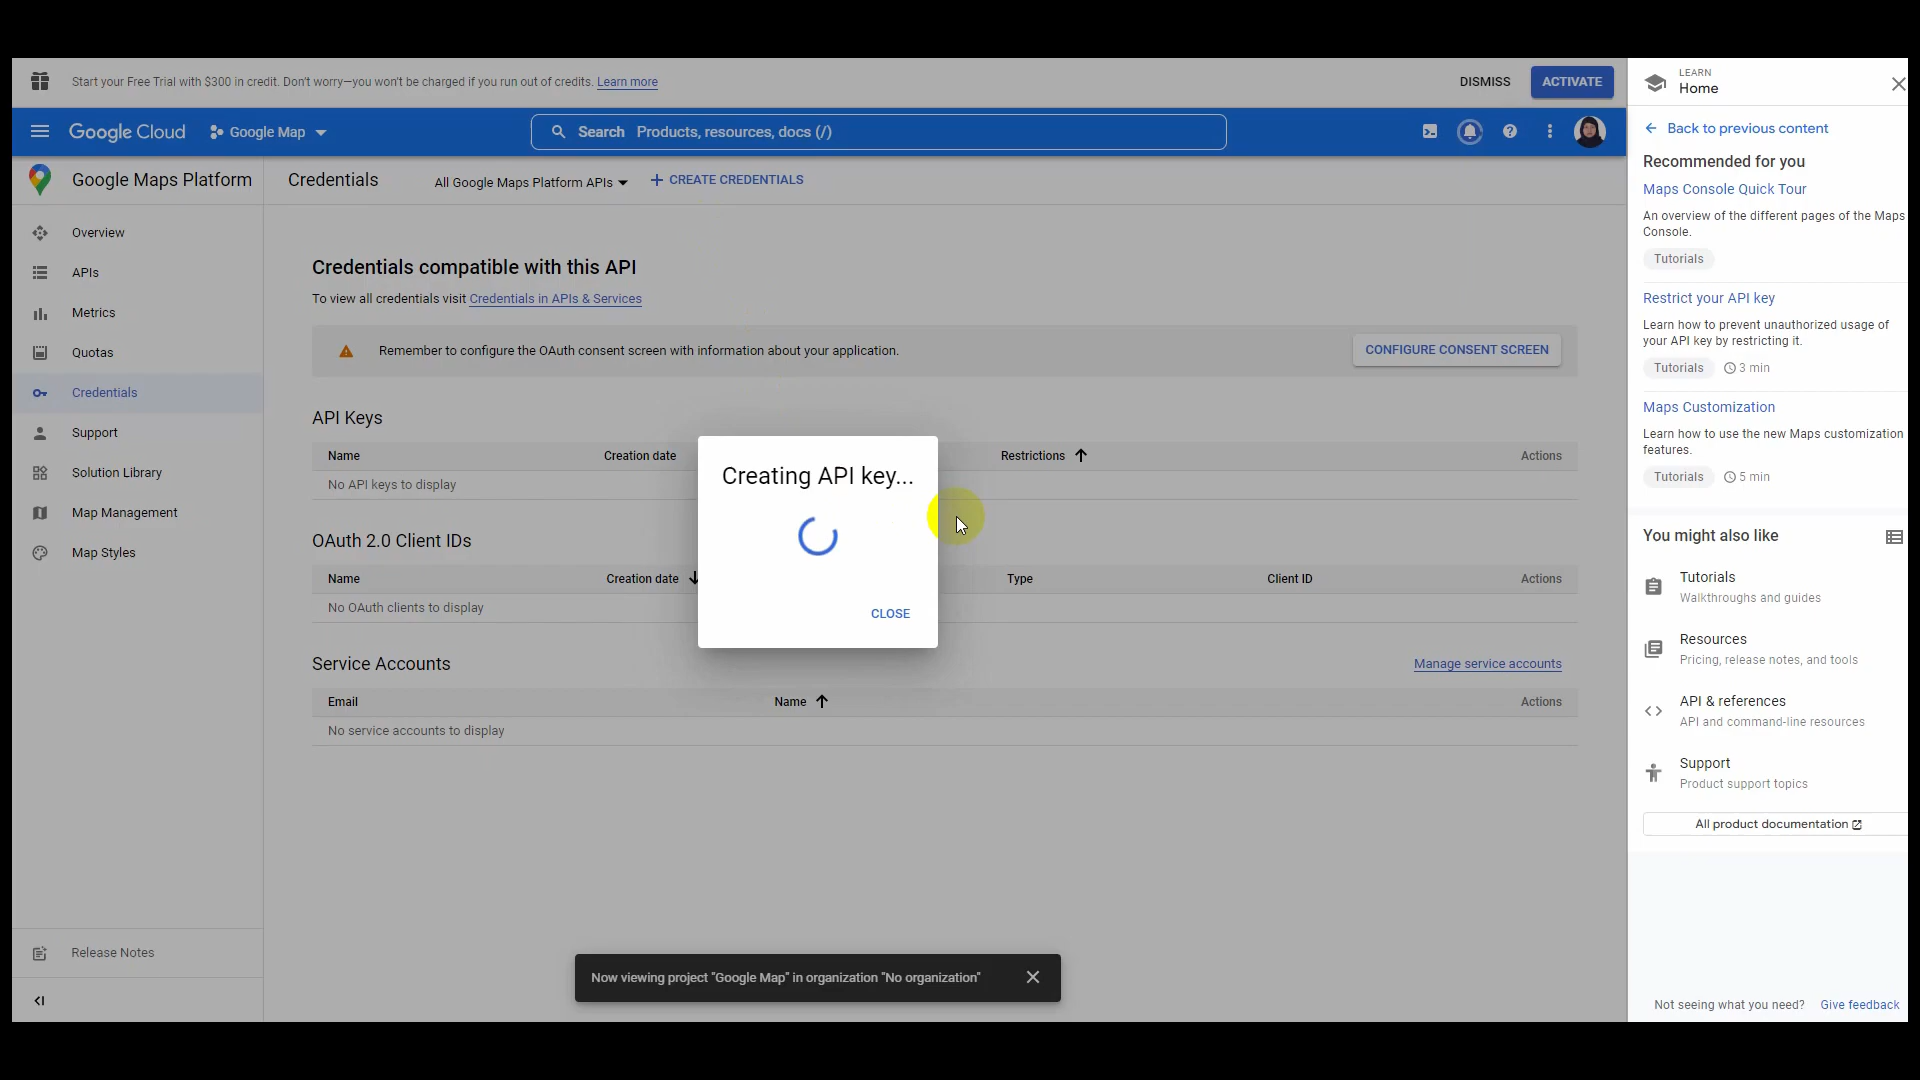 Start your Free Trial with $300 in credit. Don't worry—you won't be charged if you run out of credits. Learn more
DISMISS
ACTIVATE
Google Cloud
Google Map
Search Products, resources, docs (/)
Google Maps Platform
Overview
APIs
Metrics
Quotas
Credentials
Support
Solution Library
Map Management
Map Styles
Release Notes
Credentials
All Google Maps Platform APIs
CREATE CREDENTIALS
Credentials compatible with this API
To view all credentials visit Credentials in APIs & Services
Remember to configure the OAuth consent screen with information about your application.
CONFIGURE CONSENT SCREEN
API Keys
Name Creation date Restrictions Actions
No API keys to display
OAuth 2.0 Client IDs
Name Creation date Type Client ID Actions
No OAuth clients to display
Service Accounts
Manage service accounts
Email Name Actions
No service accounts to display
Creating API key...
CLOSE
Now viewing project "Google Map" in organization "No organization"
LEARN
Home
Back to previous content
Recommended for you
Maps Console Quick Tour
An overview of the different pages of the Maps
Console.
Tutorials
Restrict your API key
Learn how to prevent unauthorized usage of
your API key by restricting it.
Tutorials 3 min
Maps Customization
Learn how to use the new Maps customization
features.
Tutorials 5 min
You might also like
Tutorials
Walkthroughs and guides
Resources
Pricing, release notes, and tools
API & references
API and command-line resources
Support
Product support topics
All product documentation
Not seeing what you need? Give feedback